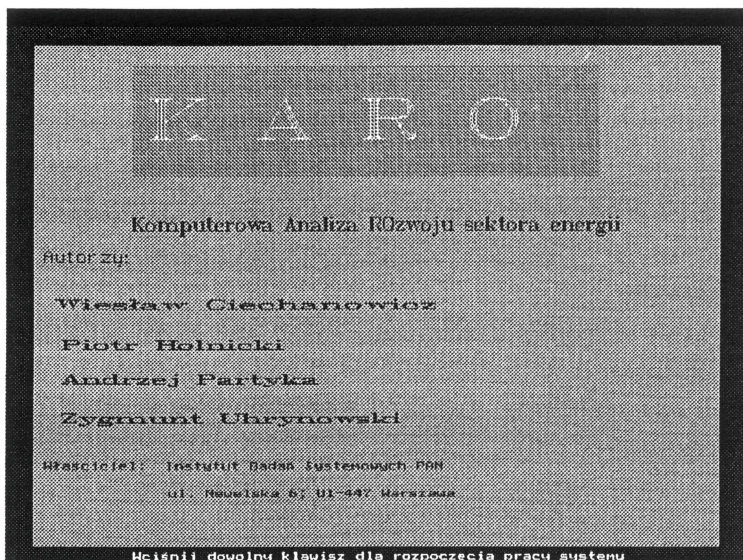 K A R O
Komputerowa Analiza ROzwoju sektora energii
Autorzy:
Wiesław Ciechanowicz
Piotr Holnicki
Andrzej Partyka
Zygmunt Uhrynowski
Właściciel: Instytut Badań Systemowych PAN
ul. Newelska 6; 01-447 Warszawa
Wciśnij dowolny klawisz dla rozpoczęcia pracy systemu